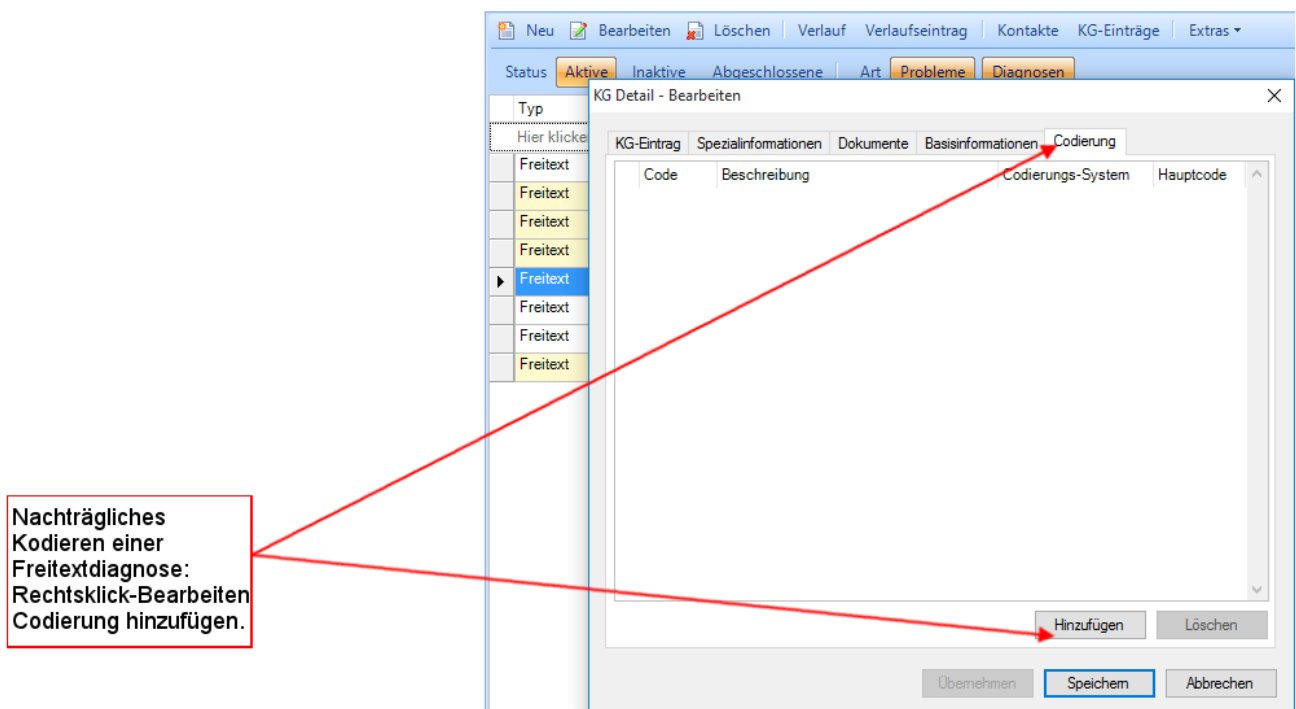 Neu Bearbeiten Löschen Verlauf Verlaufseintrag Kontakte KG-Einträge Extras
Status Aktive Inaktive Abgeschlossene Art Probleme Diagnosen
KG Detail - Bearbeiten
Typ
Hier klicke
KG-Eintrag Spezialinformationen Dokumente Basisinformationen Codierung
Code Beschreibung Codierungs-System Hauptcode
Freitext
Freitext
Freitext
Freitext
Freitext
Freitext
Freitext
Freitext
Nachträgliches
Kodieren einer
Freitextdiagnose:
Rechtsklick-Bearbeiten
Codierung hinzufügen.
Hinzufügen Löschen
Übernehmen Speichern Abbrechen